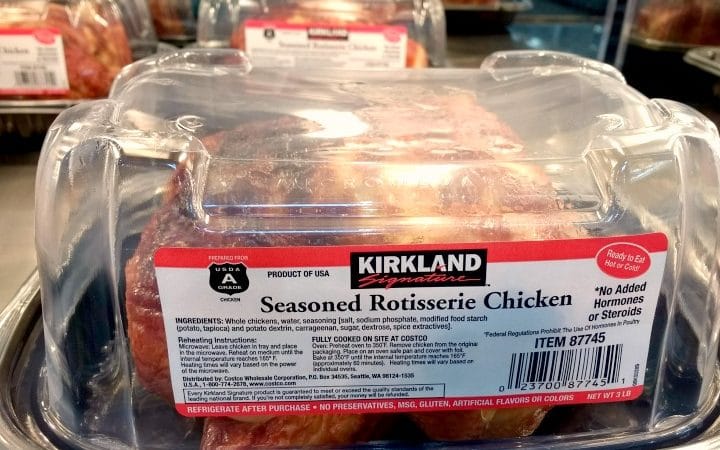 Chicken
KIRKLAND
Seasoned Rotisserie Chicken
PREPARED FROM
USDA
A
GRADE
CHICKEN
PRODUCT OF USA
KIRKLAND
Signature
Ready to Eat
Hot or Cold!
Seasoned Rotisserie Chicken
*No Added
Hormones
or Steroids
INGREDIENTS: Whole chickens, water, seasoning [salt, sodium phosphate, modified food starch
(potato, tapioca) and potato dextrin, carrageenan, sugar, dextrose, spice extractives].
*Federal Regulations Prohibit The Use Of Hormones In Poultry
Reheating Instructions:
Microwave: Leave chicken in tray and place
in the microwave. Reheat on medium until the
internal temperature reaches 165° F.
Heating times will vary based on the power
of the microwave.
FULLY COOKED ON SITE AT COSTCO
Oven: Preheat oven to 350°F. Remove chicken from the original
packaging. Place on an oven safe pan and cover with foil.
Bake at 350°F until the internal temperature reaches 165°F
(approximately 60 minutes). Heating times will vary based on
individual ovens.
ITEM 87745
Distributed by: Costco Wholesale Corporation, P.O. Box 34535, Seattle, WA 98124-1535
U.S.A., 1-800-774-2678, www.costco.com
Every Kirkland Signature product is guaranteed to meet or exceed the quality standards of the
leading national brand. If you're not completely satisfied, your money will be refunded.
0 23700 87745 1
REFRIGERATE AFTER PURCHASE • NO PRESERVATIVES, MSG, GLUTEN, ARTIFICIAL FLAVORS OR COLORS
NET WT 3 LB